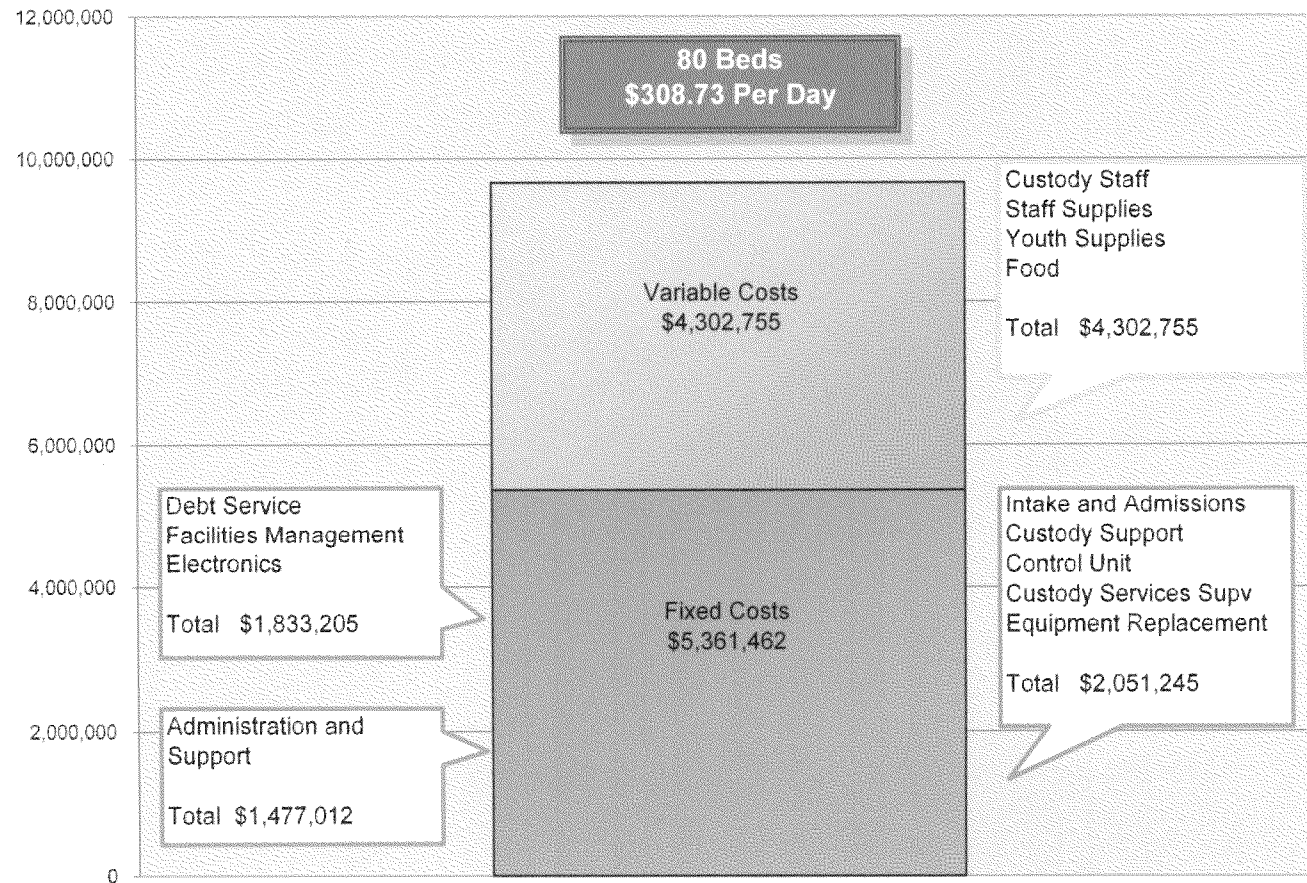 12,000,000
10,000,000
8,000,000
6,000,000
4,000,000
2,000,000
0
80 Beds
$308.73 Per Day
Variable Costs
$4,302,755
Fixed Costs
$5,361,462
Custody Staff
Staff Supplies
Youth Supplies
Food
Total $4,302,755
Debt Service
Facilities Management
Electronics
Total $1,833,205
Administration and
Support
Total $1,477,012
Intake and Admissions
Custody Support
Control Unit
Custody Services Supv
Equipment Replacement
Total $2,051,245